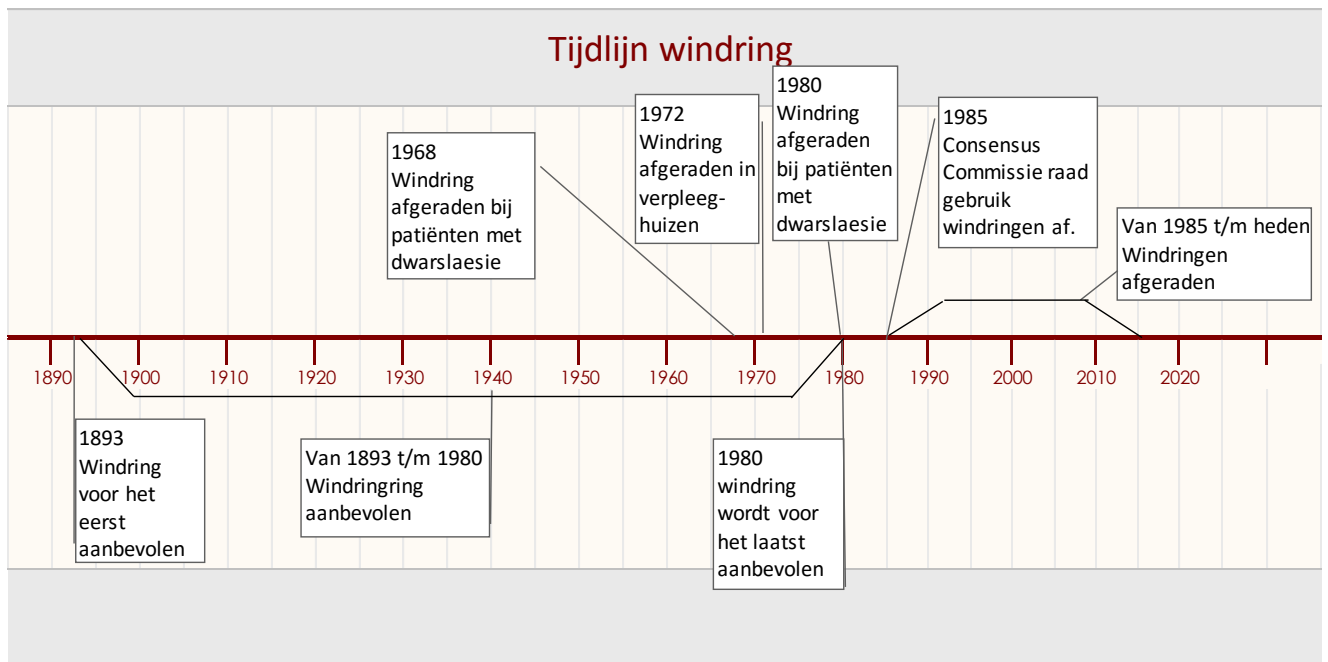 Tijdlijn windring
1968
Windring
afgeraden bij
patiënten met
dwarslaesie
1972
Windring
afgeraden in
verpleeg-
huizen
1980
Windring
afgeraden
bij patiënten
met
dwarslaesie
1985
Consensus
Commissie raad
gebruik
windringen af.
Van 1985 t/m heden
Windringen
afgeraden
1890 1900 1910 1920 1930 1940 1950 1960 1970 1980 1990 2000 2010 2020
1893
Windring
voor het
eerst
aanbevolen
Van 1893 t/m 1980
Windringring
aanbevolen
1980
windring
wordt voor
het laatst
aanbevolen